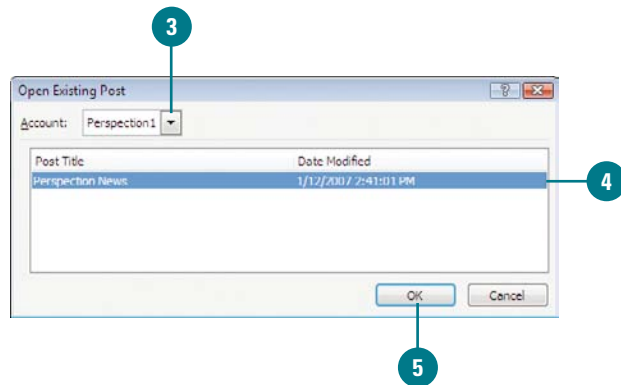 3
Open Existing Post
?
Account: Perspection1
Post Title Date Modified
Perspection News 1/12/2007 2:41:01 PM
4
OK Cancel
5